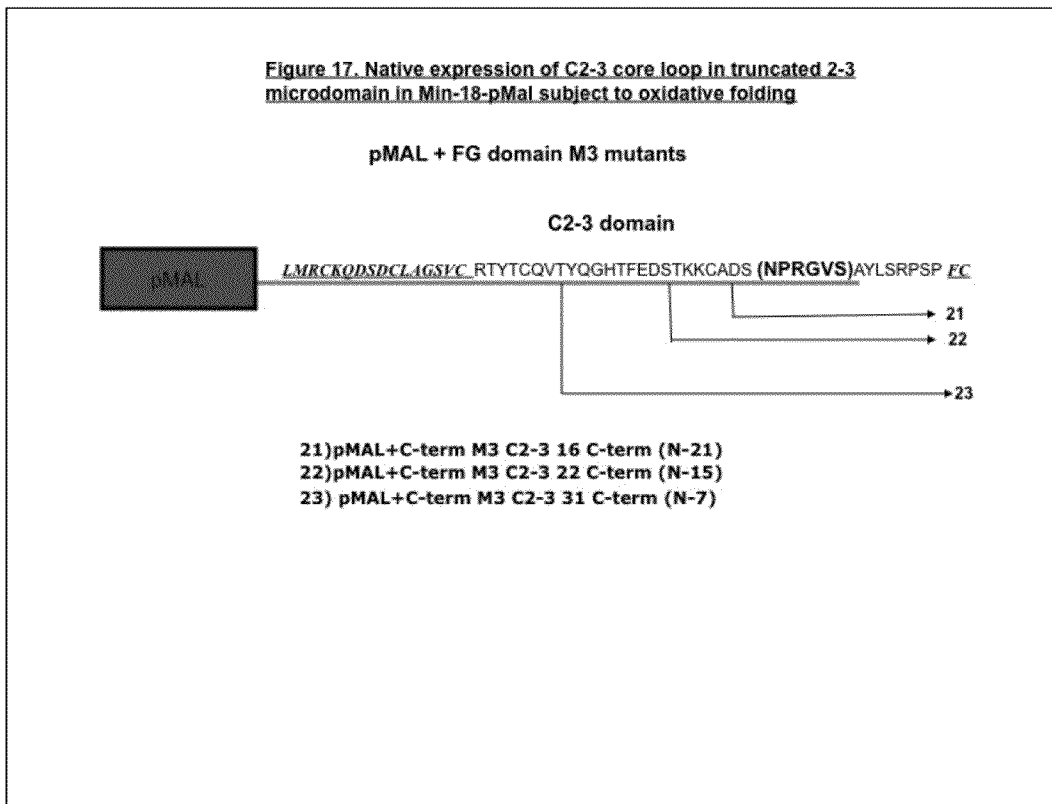 Figure 17. Native expression of C2-3 core loop in truncated 2-3
microdomain in Min-18-pMal subject to oxidative folding
pMAL + FG domain M3 mutants
C2-3 domain
pMAL
LMRCKQDSDCLAGSVC RTYTCQVTYQGHTFEDSTKKCADS (NPRGVS)AYLSRPSP FC
21
22
23
21)pMAL+C-term M3 C2-3 16 C-term (N-21)
22)pMAL+C-term M3 C2-3 22 C-term (N-15)
23) pMAL+C-term M3 C2-3 31 C-term (N-7)